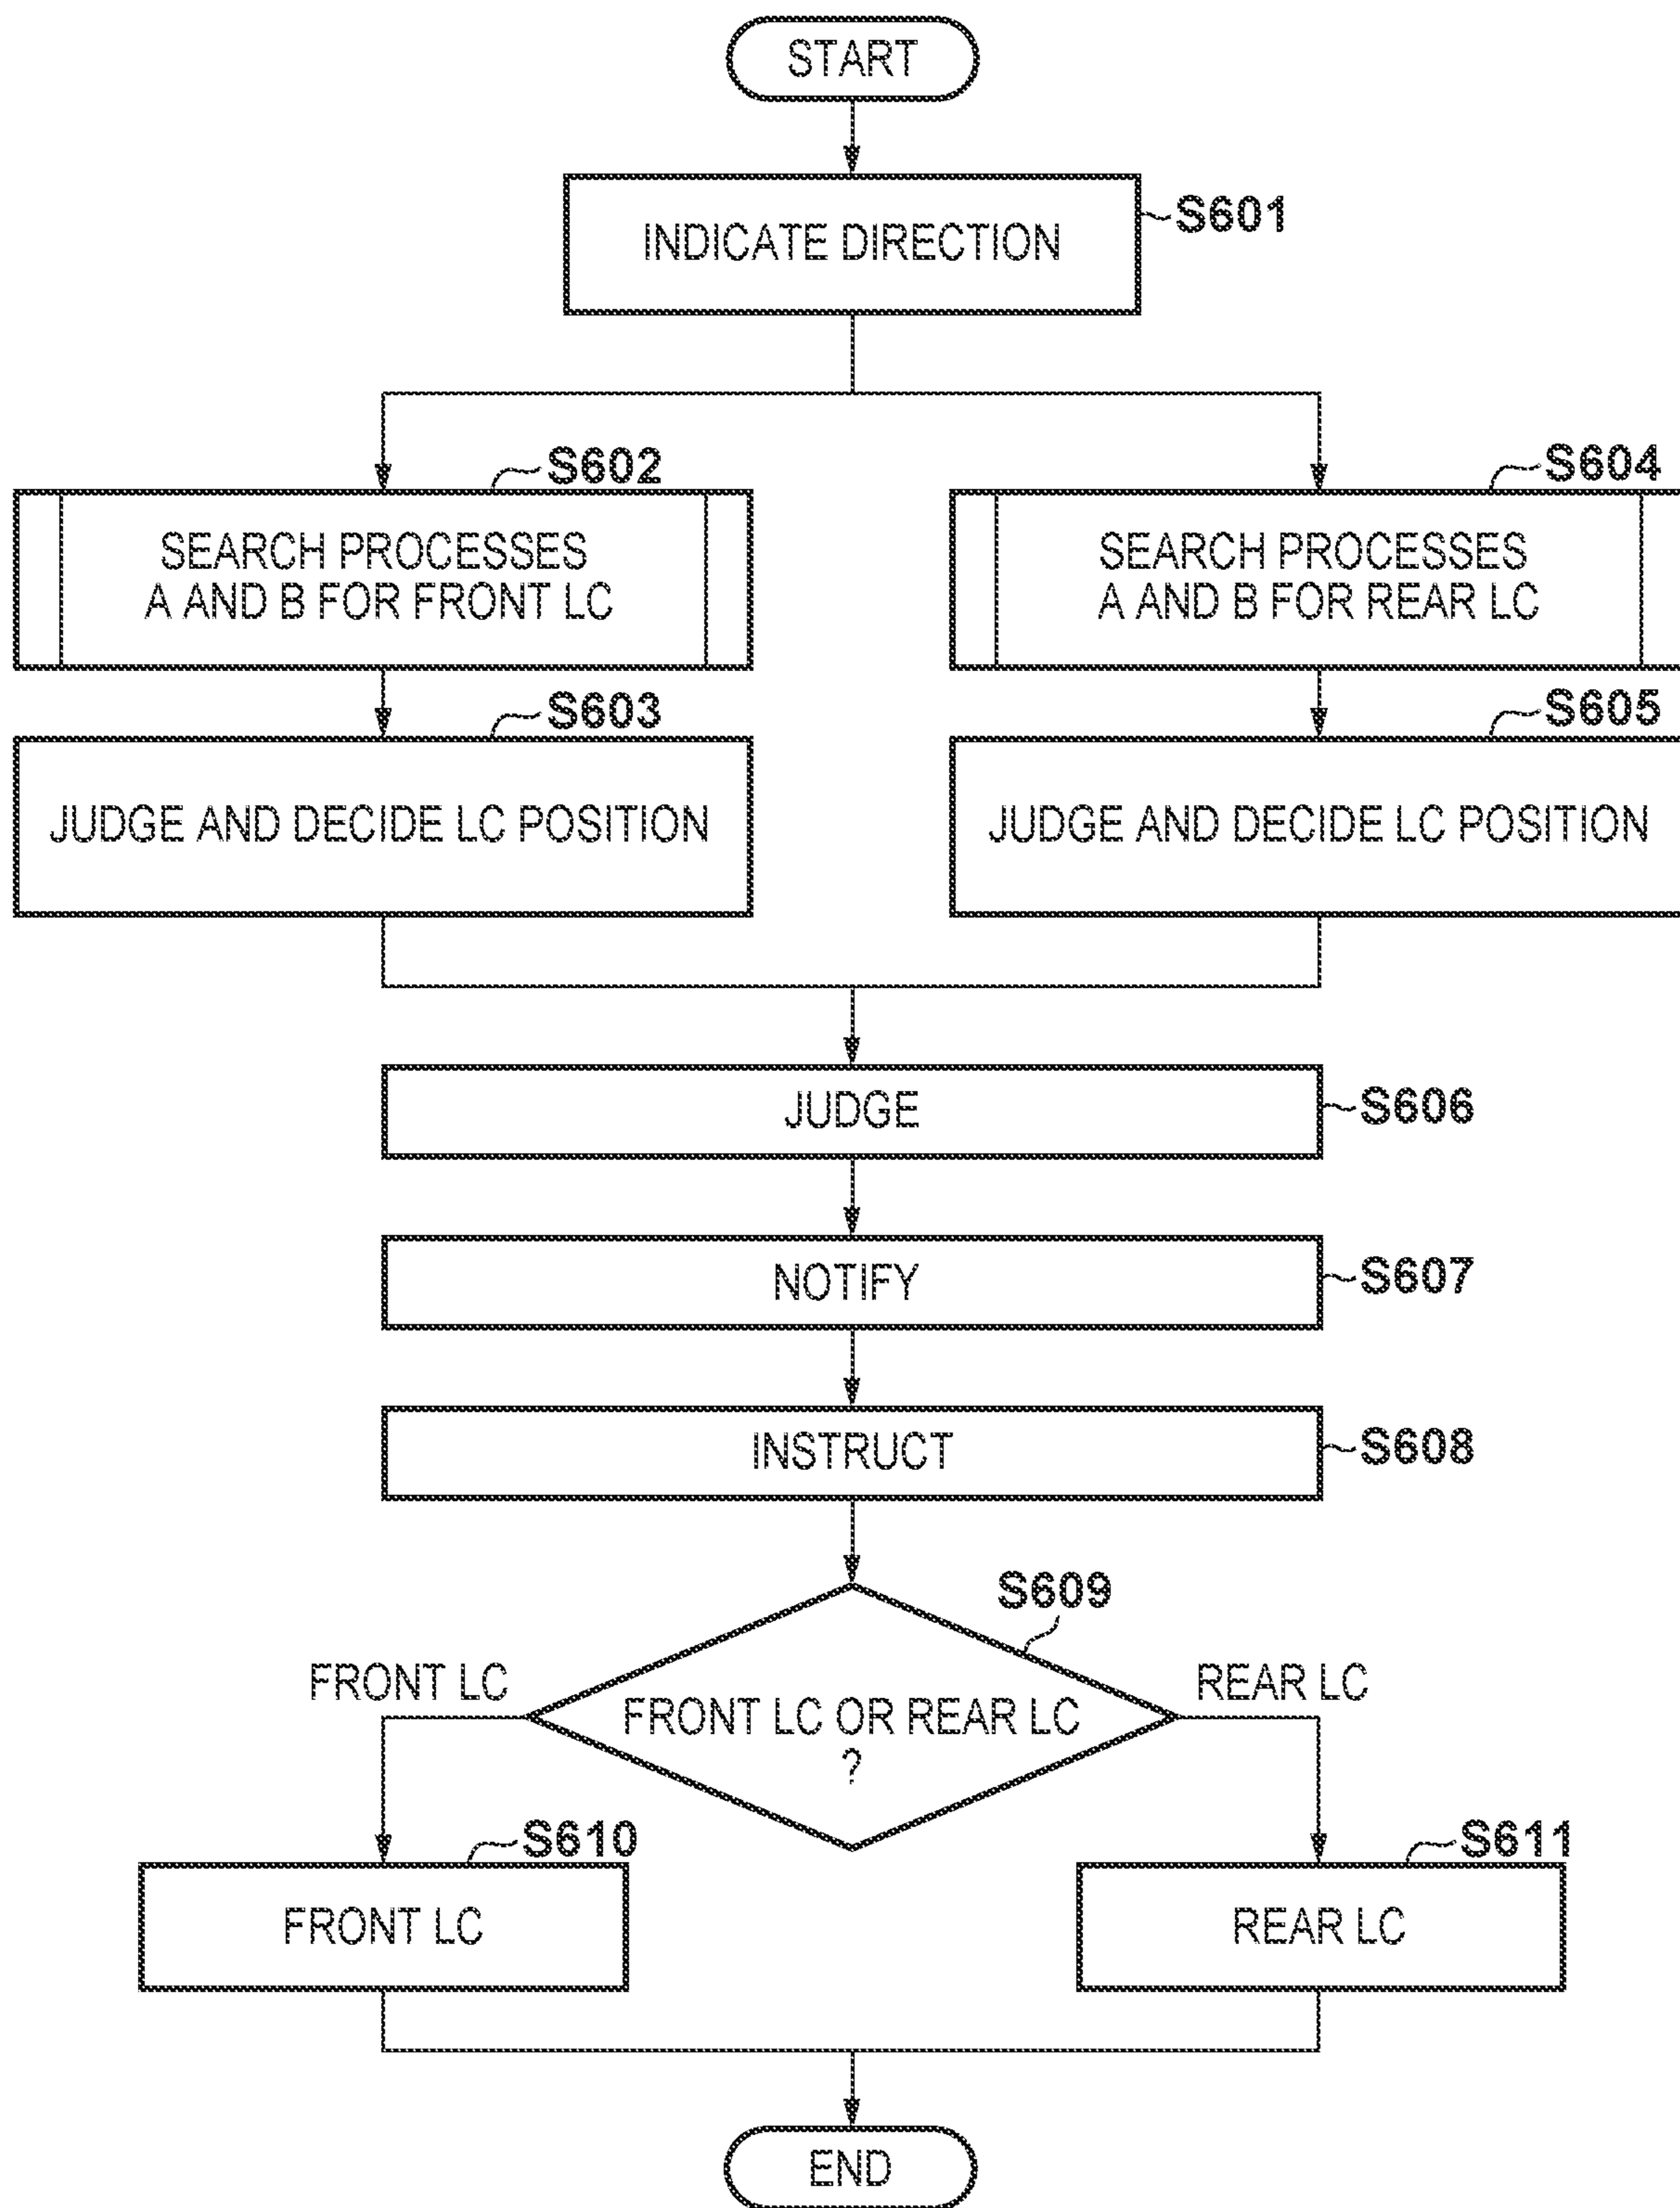 START
INDICATE DIRECTION
S601
S602
SEARCH PROCESSES
A AND B FOR FRONT LC
S604
SEARCH PROCESSES
A AND B FOR REAR LC
S603
JUDGE AND DECIDE LC POSITION
S605
JUDGE AND DECIDE LC POSITION
JUDGE
S606
NOTIFY
S607
INSTRUCT
S608
S609
FRONT LC
FRONT LC OR REAR LC
?
REAR LC
S610
FRONT LC
S611
REAR LC
END